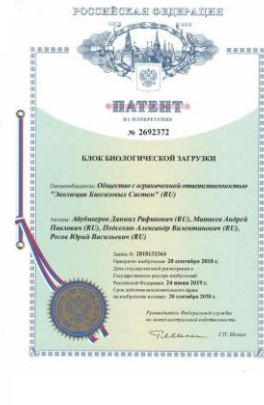 РОССИЙСКАЯ ФЕДЕРАЦИЯ
ПАТЕНТ
НА ИЗОБРЕТЕНИЕ
№ 2692372
БЛОК БИОЛОГИЧЕСКОЙ ЗАГРУЗКИ
Патентообладатель: Общество с ограниченной ответственностью
"Эволюция Биогазовых Систем" (RU)
Авторы: Абубикеров Данил Рафикович (RU), Матвеев Андрей
Павлович (RU), Подсекин Александр Валентинович (RU),
Рогов Юрий Васильевич (RU)
Заявка № 2018133364
Приоритет изобретения 20 сентября 2018 г.
Дата государственной регистрации в
Государственном реестре изобретений
Российской Федерации 24 июня 2019 г.
Срок действия исключительного права
на изобретение истекает 20 сентября 2038 г.
Руководитель Федеральной службы
по интеллектуальной собственности
Г.П. Ивлиев